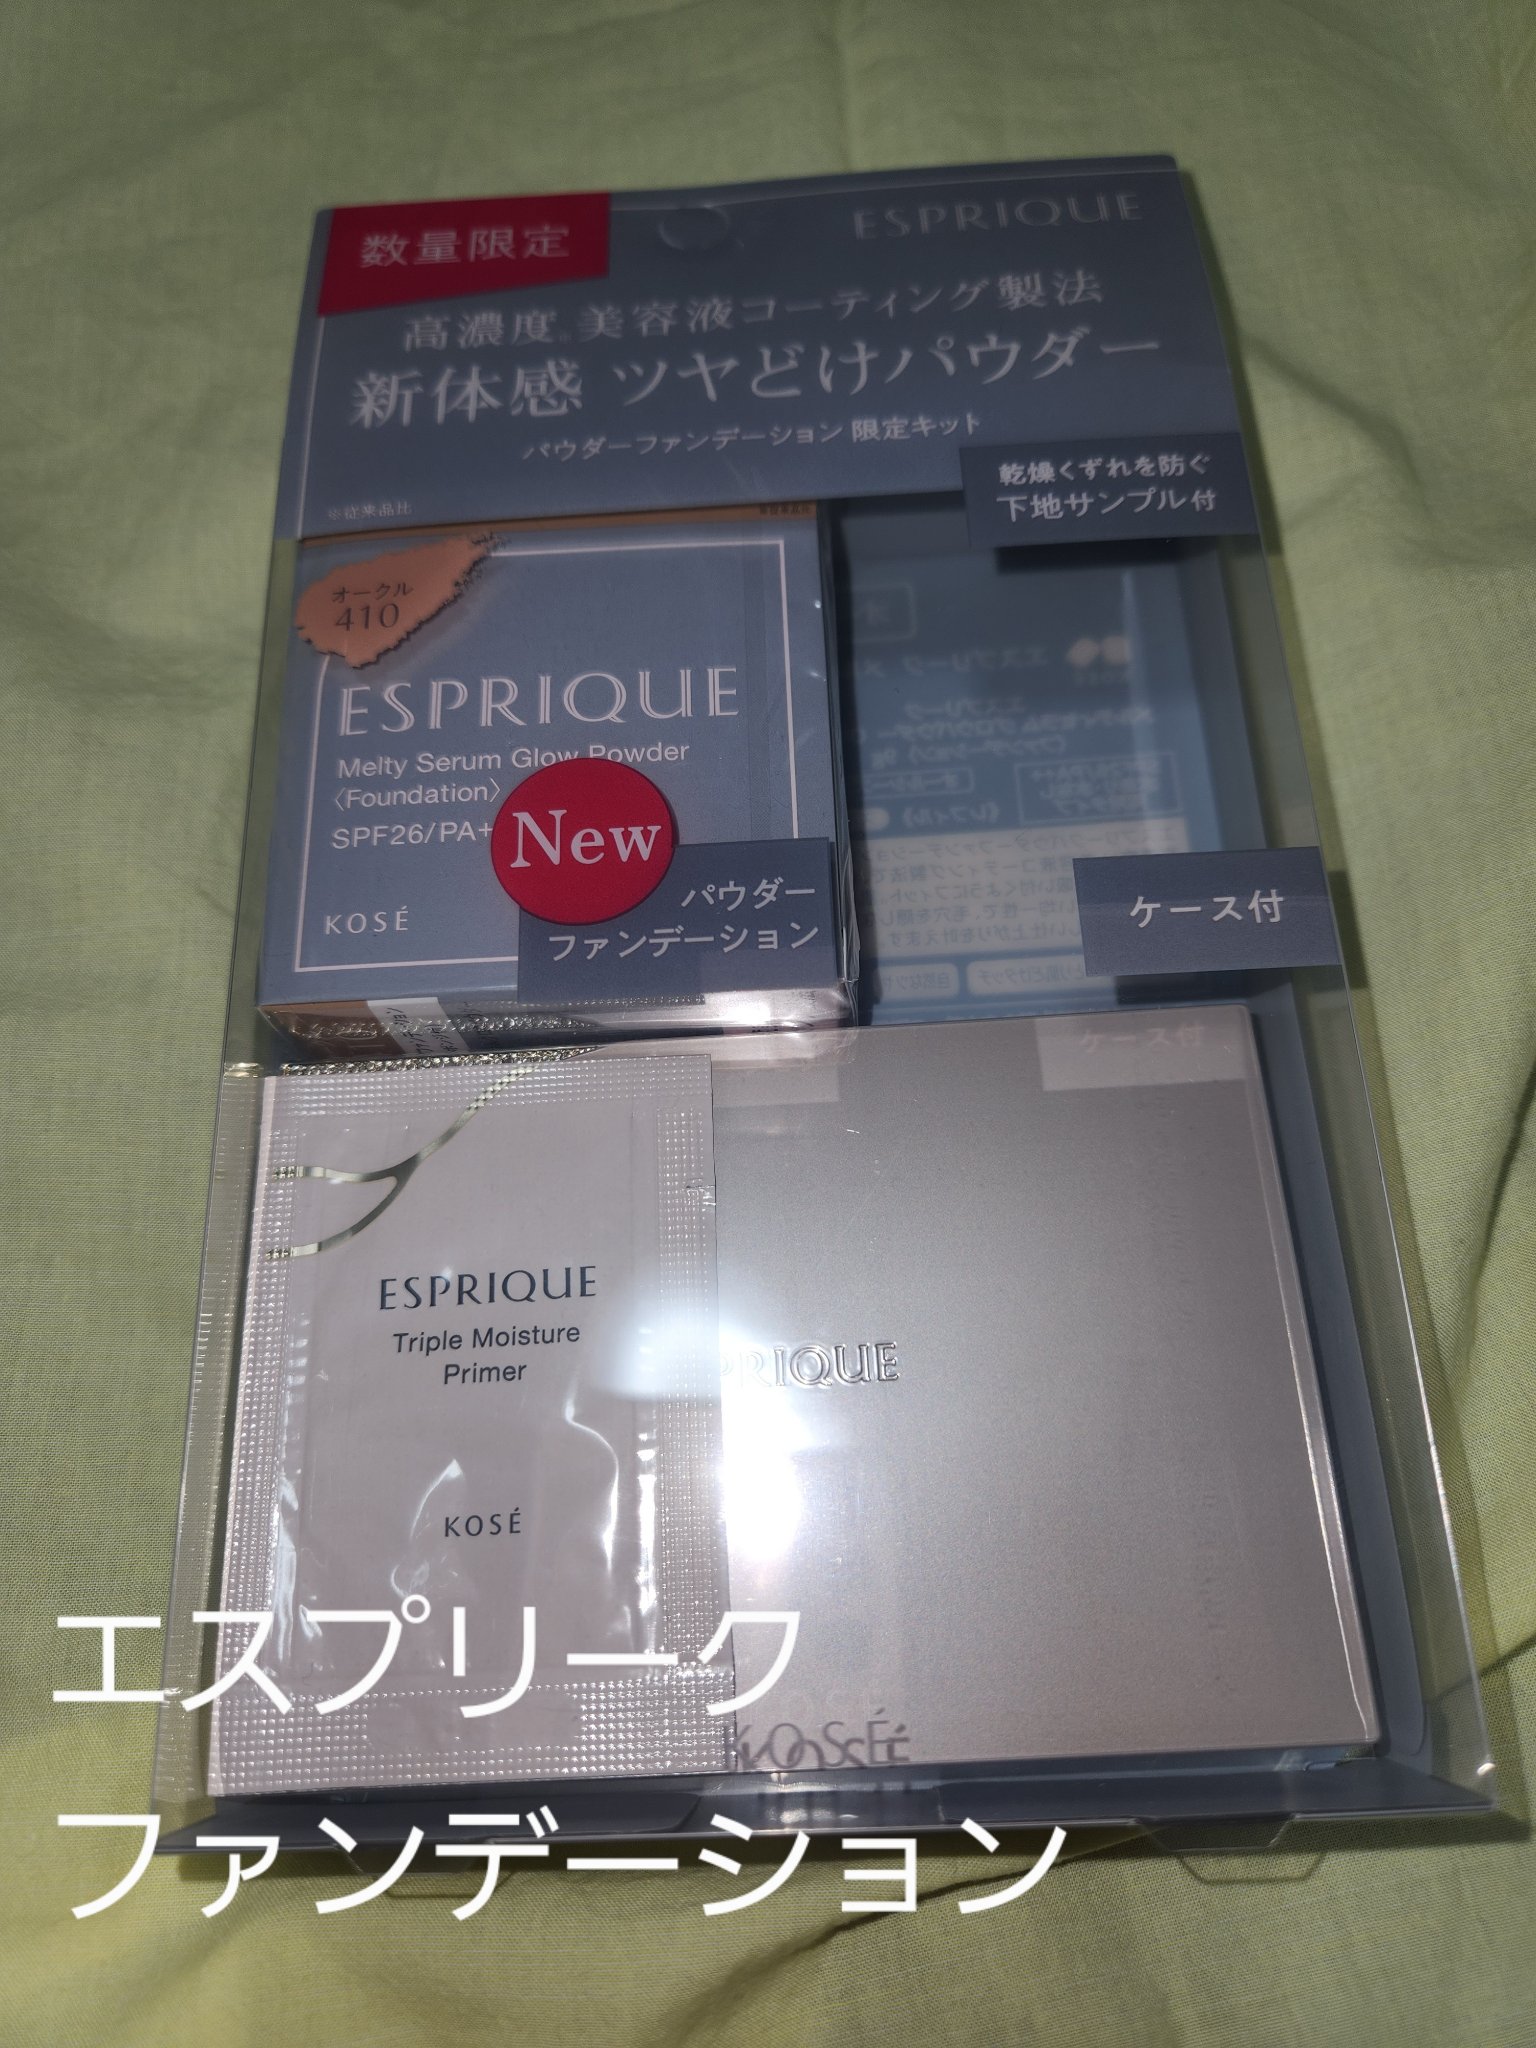 数量限定
ESPRIQUE
高濃度※美容液コーティング製法
新体感 ツヤどけパウダー
パウダーファンデーション 限定キット
※従来品比
乾燥くずれを防ぐ
下地サンプル付
オークル
410
ESPRIQUE
Melty Serum Glow Powder
〈Foundation〉
SPF26/PA+
New
パウダー
ファンデーション
KOSÉ
ケース付
ESPRIQUE
Triple Moisture
Primer
KOSÉ
PRIQUE
KOSÉ
エスプリーク
ファンデーション